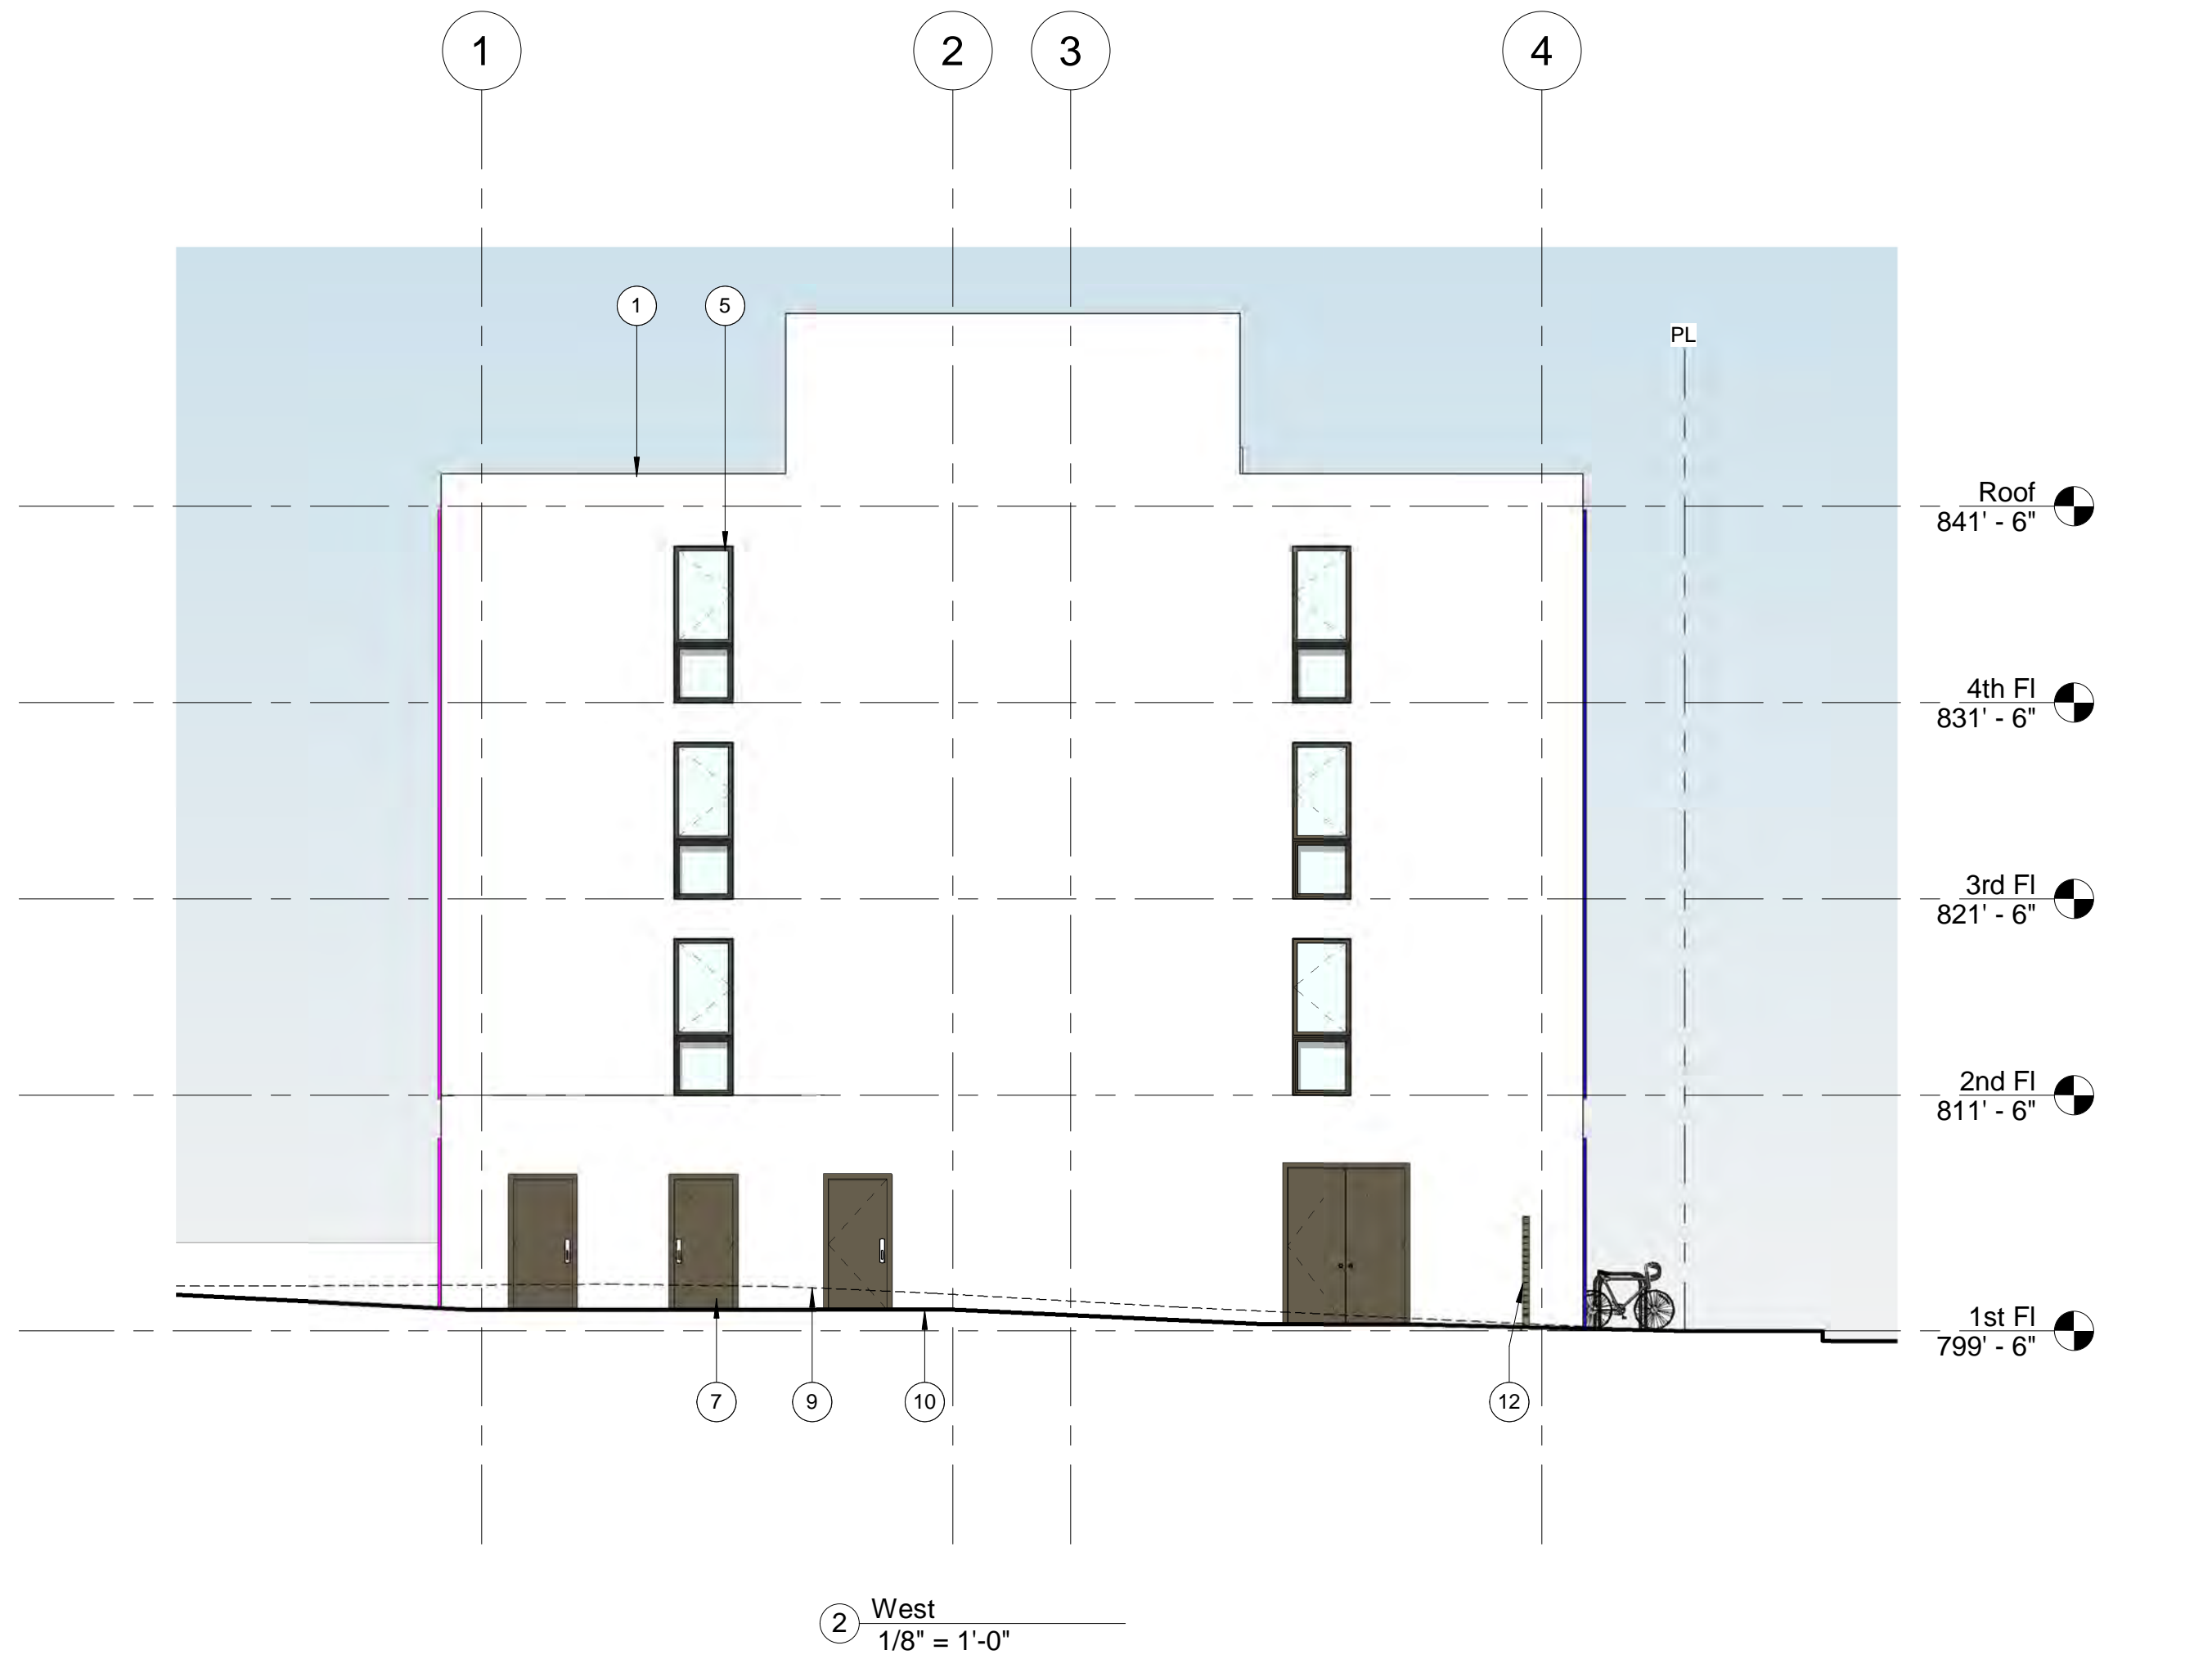 1 2 3 4
1 5
PL
Roof
841' - 6"
4th Fl
831' - 6"
3rd Fl
821' - 6"
2nd Fl
811' - 6"
1st Fl
799' - 6"
7 9 10 12
2 West
1/8" = 1'-0"